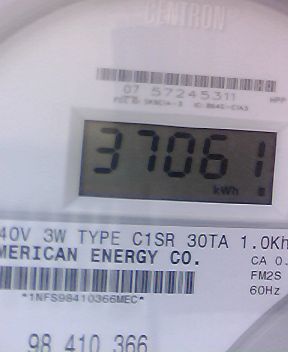 CENTRON
07 57245311
HPP
37061
kWh
40V 3W TYPE C1SR 30TA 1.0Kh
MERICAN ENERGY CO.
CA 0.
FM2S
60Hz
*1NFS98410366MEC*
98 410 366